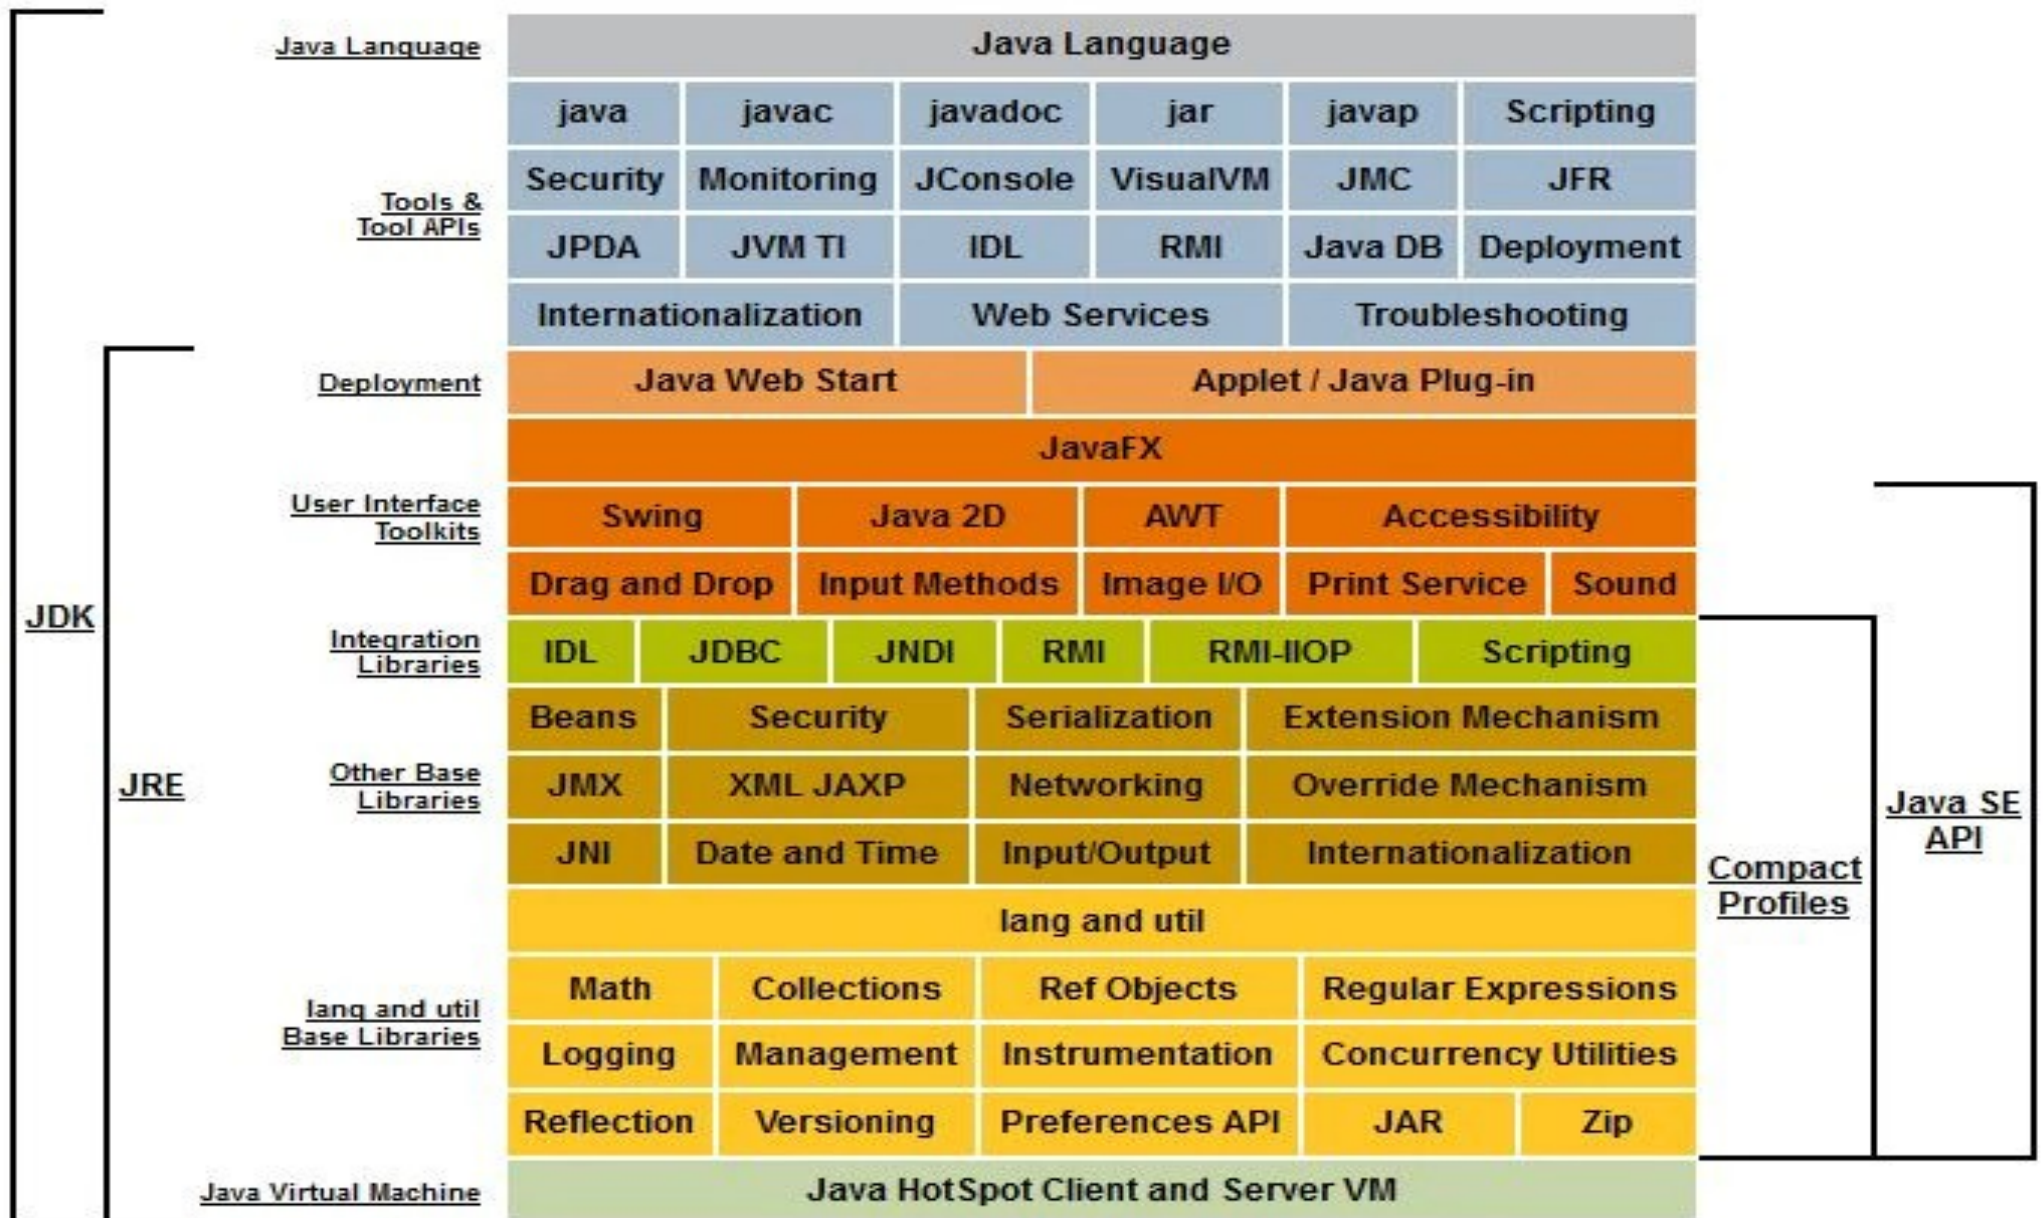 Java Language
Java Language
java javac javadoc jar javap Scripting
Security Monitoring JConsole VisualVM JMC JFR
Tools &
Tool APIs
JPDA JVM TI IDL RMI Java DB Deployment
Internationalization Web Services Troubleshooting
Deployment
Java Web Start Applet / Java Plug-in
JavaFX
User Interface
Toolkits
Swing Java 2D AWT Accessibility
Drag and Drop Input Methods Image I/O Print Service Sound
JDK
Integration
Libraries
IDL JDBC JNDI RMI RMI-IIOP Scripting
Beans Security Serialization Extension Mechanism
JRE
Other Base
Libraries
JMX XML JAXP Networking Override Mechanism
Java SE
API
JNI Date and Time Input/Output Internationalization
Compact
Profiles
lang and util
lang and util
Base Libraries
Math Collections Ref Objects Regular Expressions
Logging Management Instrumentation Concurrency Utilities
Reflection Versioning Preferences API JAR Zip
Java Virtual Machine
Java HotSpot Client and Server VM